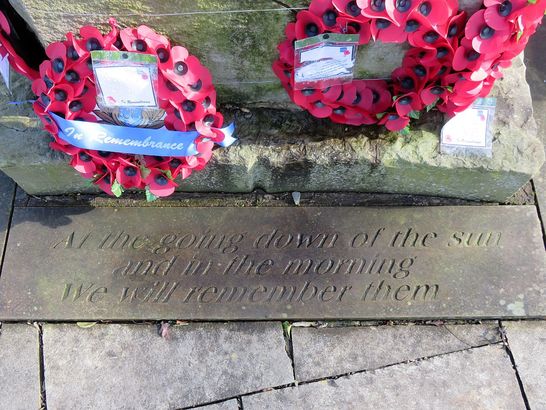 In Remembrance
At the going down of the sun
and in the morning
We will remember them